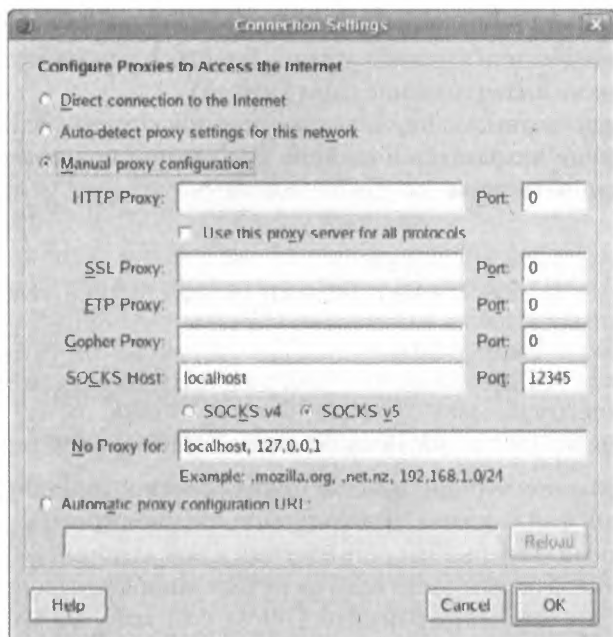 Connection Settings
Configure Proxies to Access the Internet
Direct connection to the Internet
Auto-detect proxy settings for this network
Manual proxy configuration:
HTTP Proxy: Port: 0
Use this proxy server for all protocols
SSL Proxy: Port: 0
FTP Proxy: Port: 0
Gopher Proxy: Port: 0
SOCKS Host: localhost Port: 12345
SOCKS v4 SOCKS v5
No Proxy for: localhost, 127,0,0,1
Example: .mozilla.org, .net.nz, 192.168.1.0/24
Automatic proxy configuration URL:
Reload
Help Cancel OK